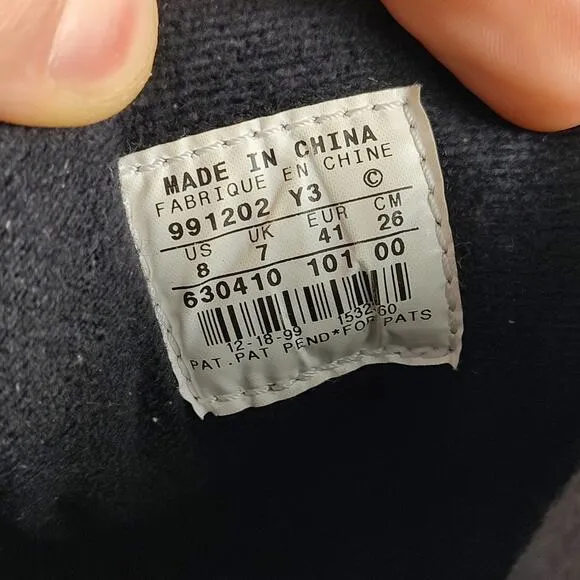 MADE IN CHINA
FABRIQUE EN CHINE
991202 Y3 ©
US UK EUR CM
8 7 41 26
630410 101 00
12-18-99 1532-60
PAT.PAT PEND*FOR PATS